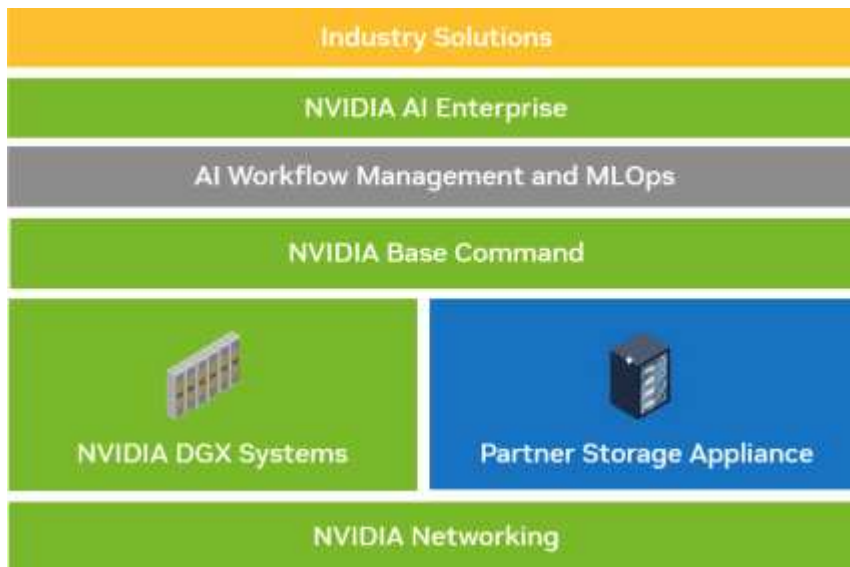 Industry Solutions
NVIDIA AI Enterprise
AI Workflow Management and MLOps
NVIDIA Base Command
NVIDIA DGX Systems
Partner Storage Appliance
NVIDIA Networking